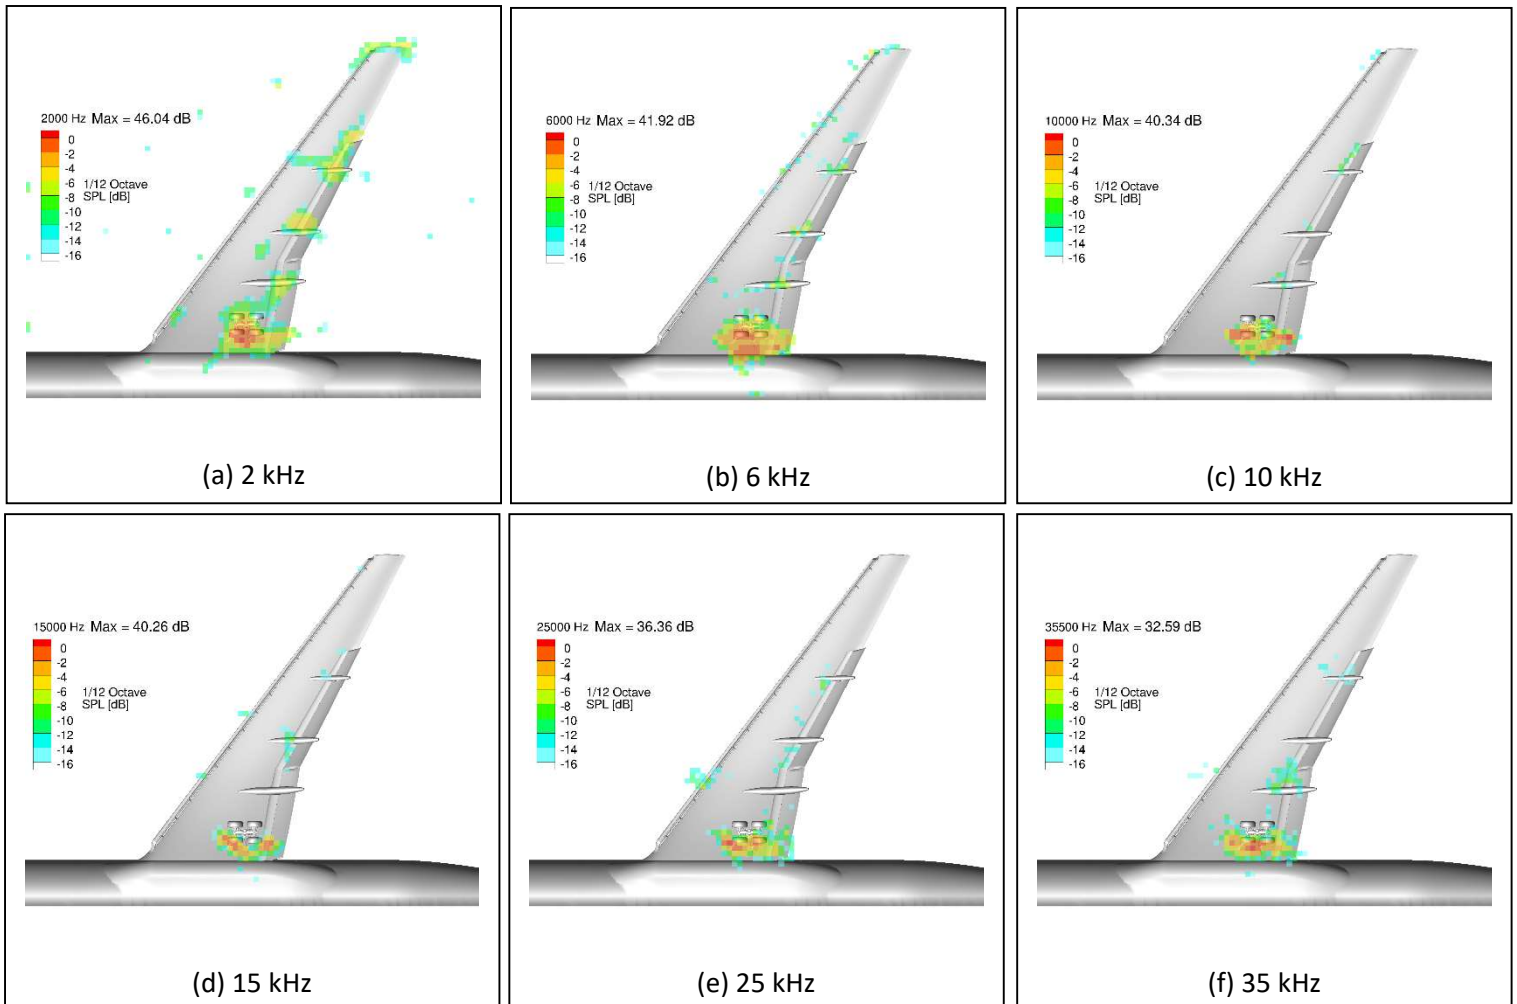 2000 Hz Max = 46.04 dB
0
-2
-4
-6
-8
-10
-12
-14
-16
1/12 Octave
SPL [dB]
(a) 2 kHz
6000 Hz Max = 41.92 dB
0
-2
-4
-6
-8
-10
-12
-14
-16
1/12 Octave
SPL [dB]
(b) 6 kHz
10000 Hz Max = 40.34 dB
0
-2
-4
-6
-8
-10
-12
-14
-16
1/12 Octave
SPL [dB]
(c) 10 kHz
15000 Hz Max = 40.26 dB
0
-2
-4
-6
-8
-10
-12
-14
-16
1/12 Octave
SPL [dB]
(d) 15 kHz
25000 Hz Max = 36.36 dB
0
-2
-4
-6
-8
-10
-12
-14
-16
1/12 Octave
SPL [dB]
(e) 25 kHz
35500 Hz Max = 32.59 dB
0
-2
-4
-6
-8
-10
-12
-14
-16
1/12 Octave
SPL [dB]
(f) 35 kHz